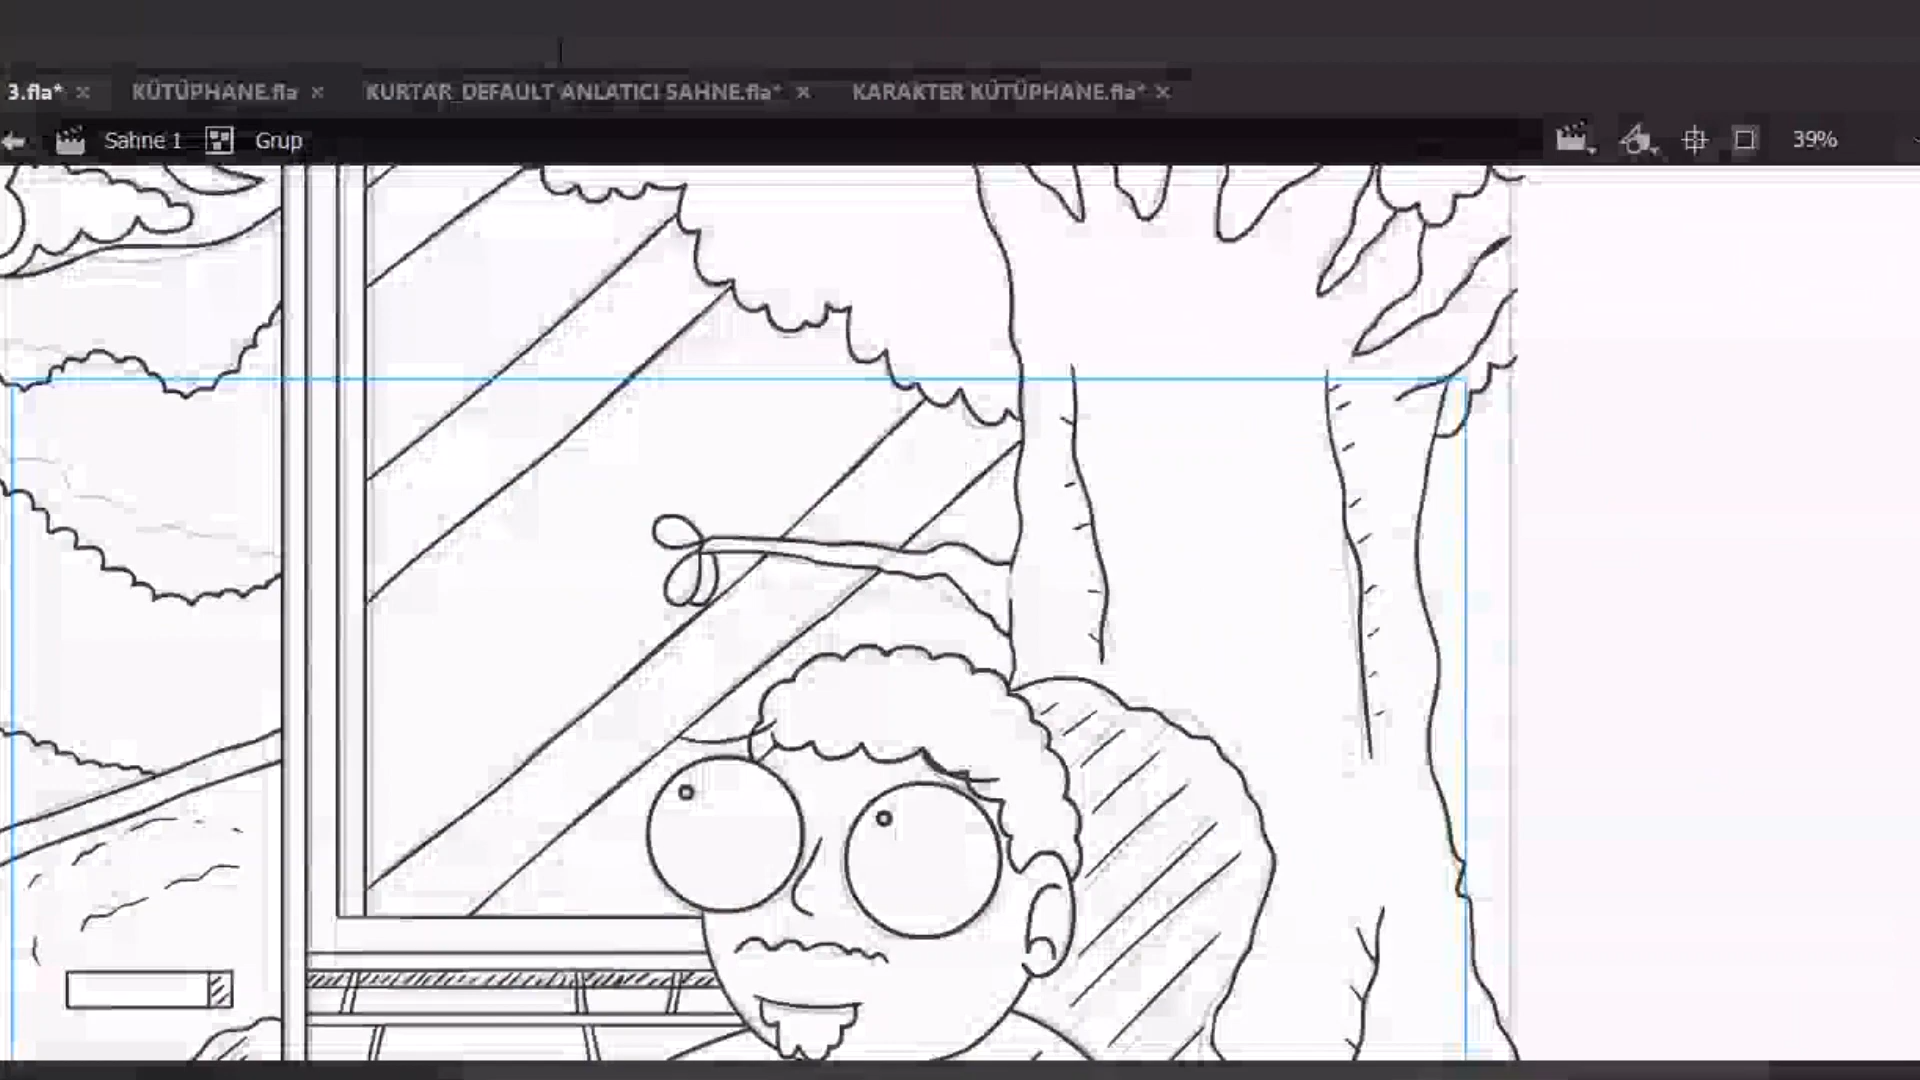 3.fla* × KÜTÜPHANE.fla × KURTAR_DEFAULT ANLATICI SAHNE.fla* × KARAKTER KÜTÜPHANE.fla* ×
Sahne 1 Grup 39%